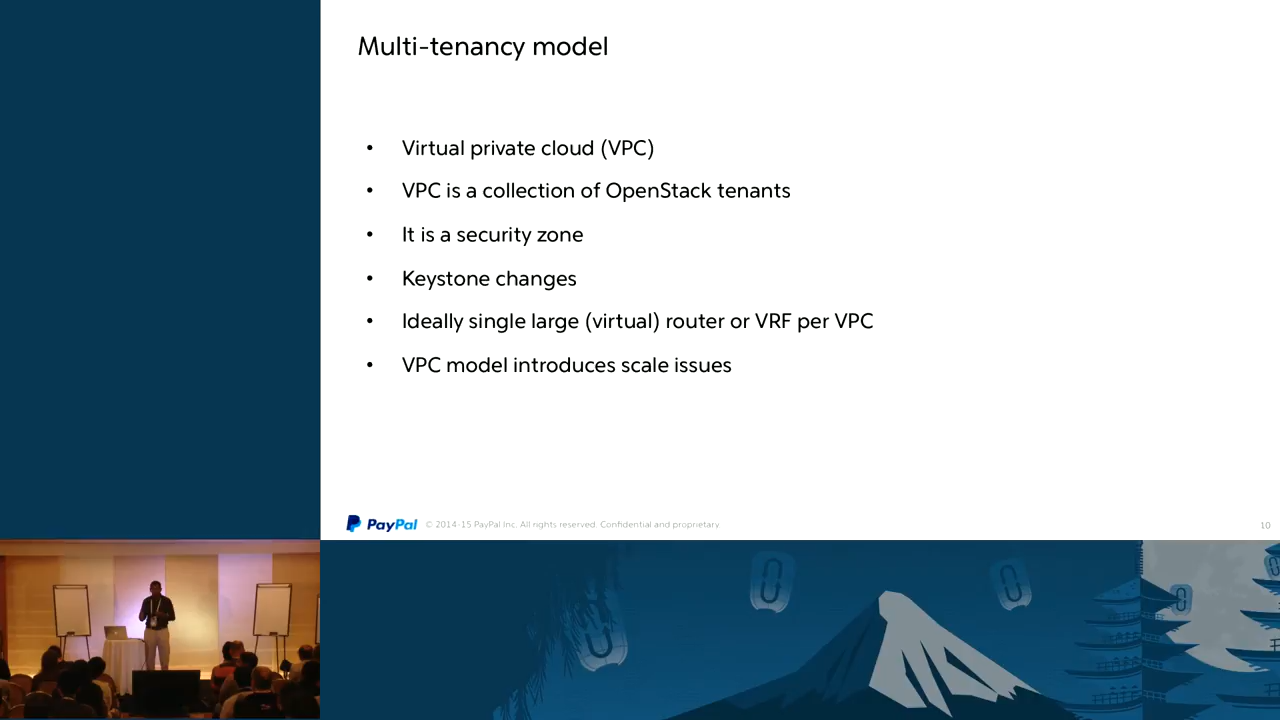 Multi-tenancy model
• Virtual private cloud (VPC)
• VPC is a collection of OpenStack tenants
• It is a security zone
• Keystone changes
• Ideally single large (virtual) router or VRF per VPC
• VPC model introduces scale issues
PayPal © 2014-15 PayPal Inc. All rights reserved. Confidential and proprietary
10